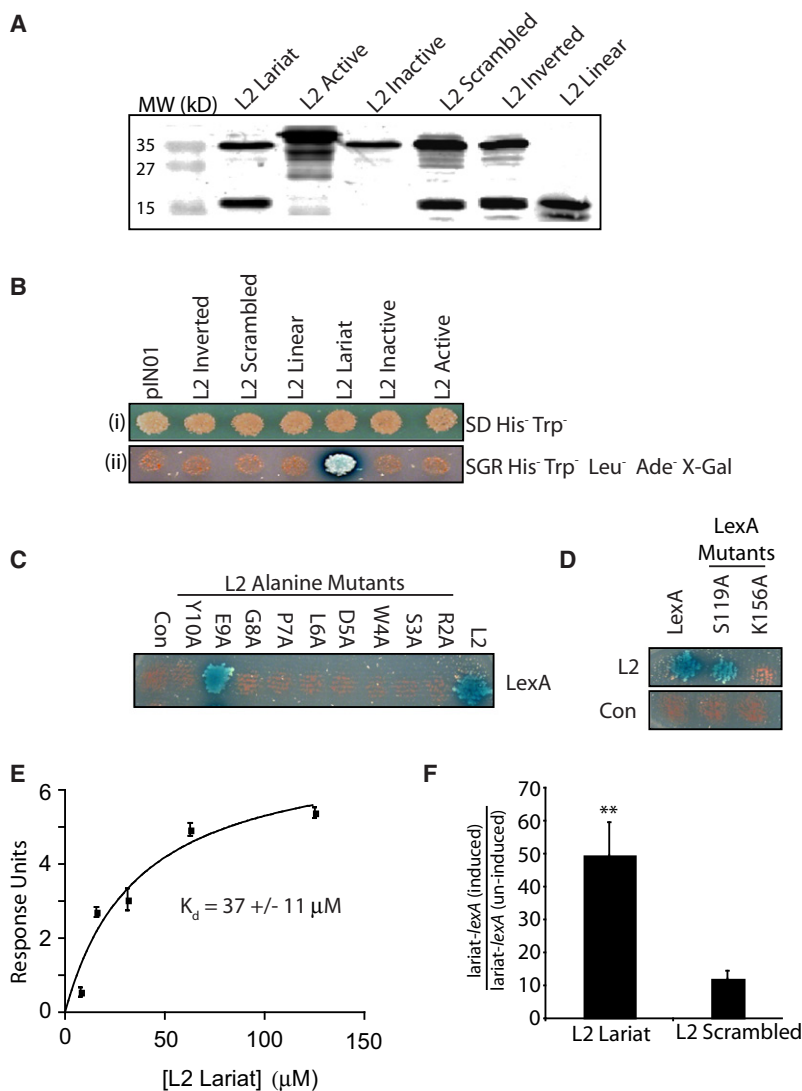 A
MW (kD)
L2 Lariat
L2 Active
L2 Inactive
L2 Scrambled
L2 Inverted
L2 Linear
35
27
15
B
pIN01
L2 Inverted
L2 Scrambled
L2 Linear
L2 Lariat
L2 Inactive
L2 Active
(i)
SD His⁻ Trp⁻
(ii)
SGR His⁻ Trp⁻ Leu⁻ Ade⁻ X-Gal
C
L2 Alanine Mutants
Con
Y10A
E9A
G8A
P7A
L6A
D5A
W4A
S3A
R2A
L2
LexA
D
LexA
Mutants
LexA
S119A
K156A
L2
Con
E
Response Units
6
4
2
0
Kd = 37 +/- 11 μM
0
50
100
150
[L2 Lariat] (μM)
F
lariat-lexA (induced)
lariat-lexA (un-induced)
70
60
50
40
30
20
10
0
**
L2 Lariat
L2 Scrambled